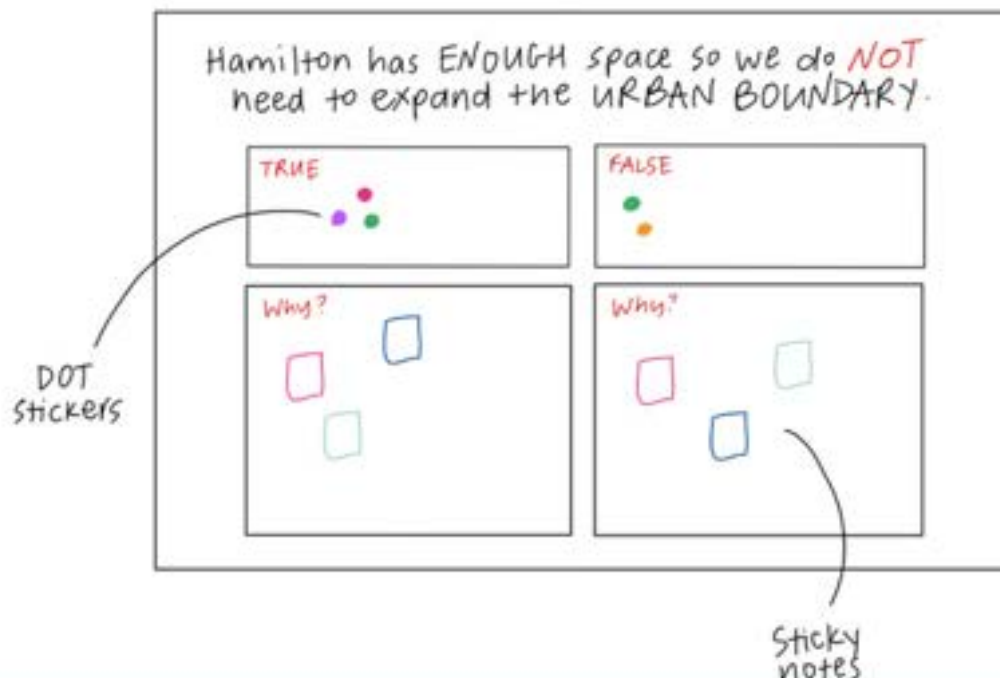 Hamilton has ENOUGH space so we do NOT
need to expand the URBAN BOUNDARY.
TRUE
FALSE
Why?
Why?
DOT
stickers
Sticky
notes